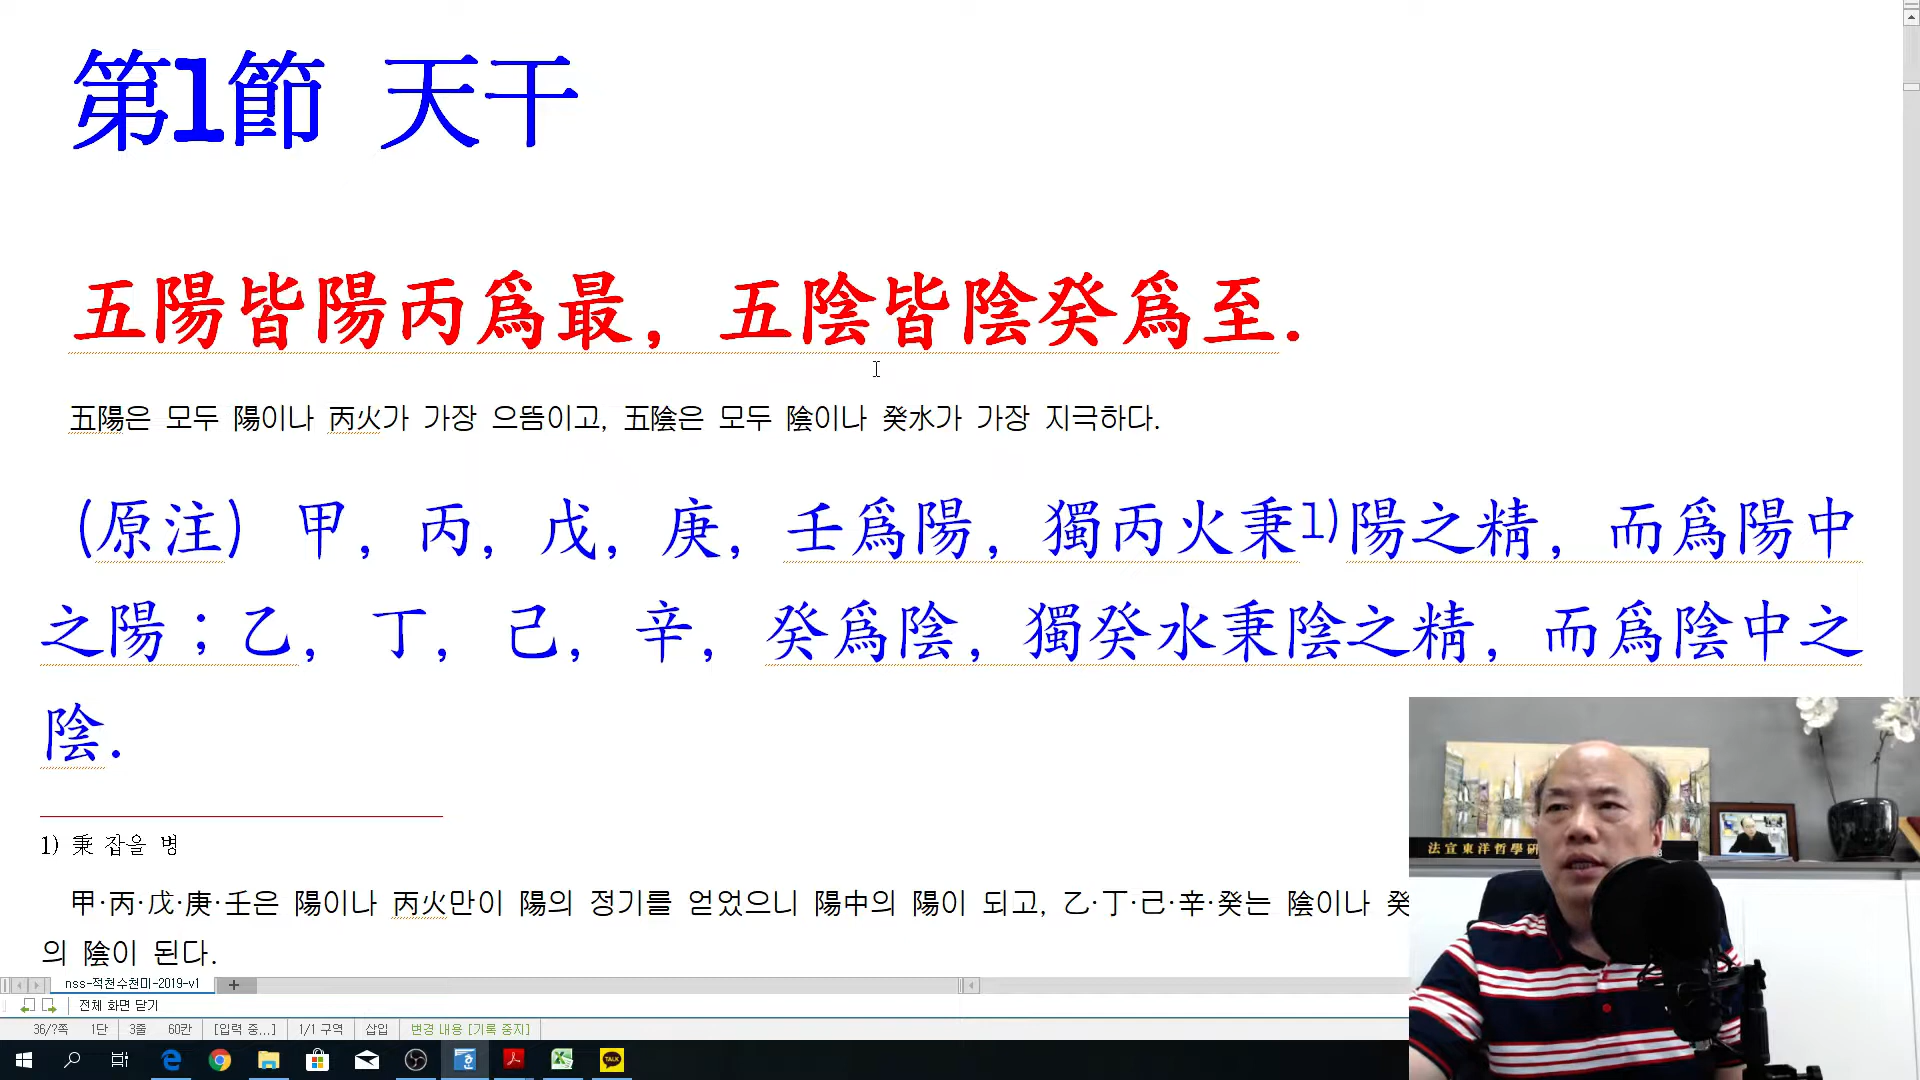 第1節 天干
五陽皆陽丙爲最, 五陰皆陰癸爲至.
五陽은 모두 陽이나 丙火가 가장 으뜸이고, 五陰은 모두 陰이나 癸水가 가장 지극하다.
(原注) 甲, 丙, 戊, 庚, 壬爲陽, 獨丙火秉1)陽之精, 而爲陽中
之陽 ; 乙, 丁, 己, 辛, 癸爲陰, 獨癸水秉陰之精, 而爲陰中之
陰.
1) 秉 잡을 병
甲·丙·戊·庚·壬은 陽이나 丙火만이 陽의 정기를 얻었으니 陽中의 陽이 되고, 乙·丁·己·辛·癸는 陰이나 癸
의 陰이 된다.
法宣東洋哲學研
nss-적천수천미-2019-v1
전체 화면 닫기
36/?쪽 1단 3줄 60칸 [입력 중...] 1/1 구역 삽입 변경 내용 [기록 중지]
TALK